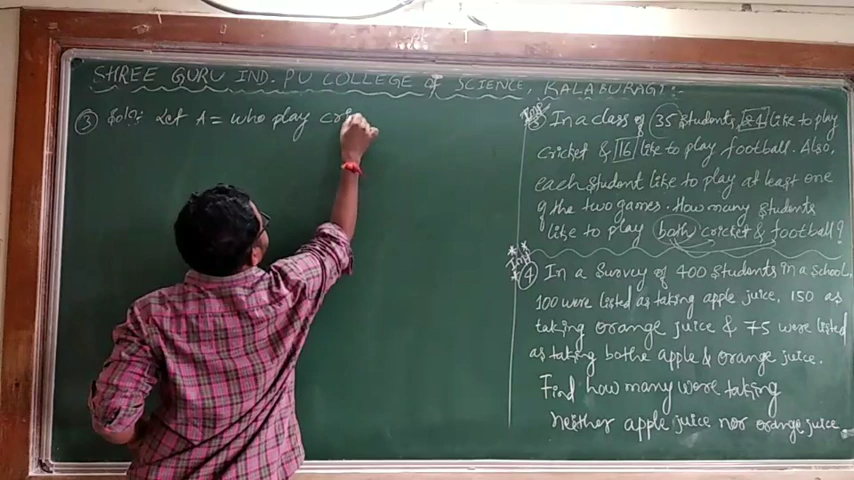 SHREE GURU IND. PU COLLEGE of SCIENCE, KALABURAGI :-
③ Soln: Let A = who play cri
③ In a class of 35 students, 24 like to play
cricket & 16 like to play football. Also,
each student like to play at least one
of the two games. How many students
like to play both cricket & football?
④ In a survey of 400 students in a school,
100 were listed as taking apple juice, 150 as
taking orange juice & 75 were listed
as taking bothe apple & orange juice.
Find how many were taking
neither apple juice nor orange juice.